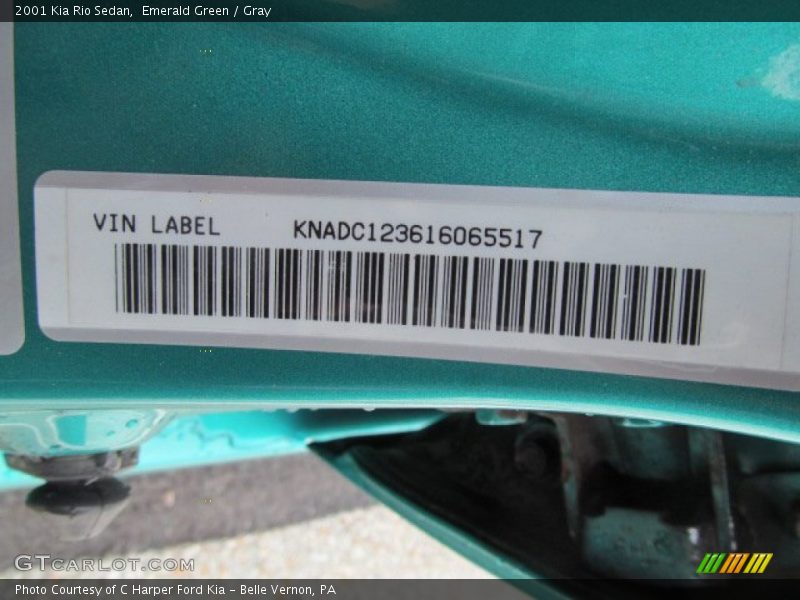 2001 Kia Rio Sedan,  Emerald Green / Gray
VIN LABEL KNADC123616065517
GTCARLOT.COM
Photo Courtesy of C Harper Ford Kia - Belle Vernon, PA